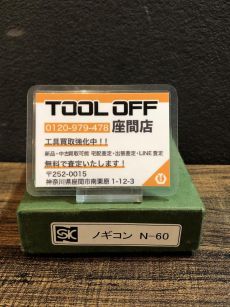 TOOL OFF
0120-979-478 座間店
工具買取強化中!!
新品・中古買取可能 宅配査定・出張査定・LINE査定
無料で査定いたします!
〒252-0015
神奈川県座間市南栗原 1-12-3
SK ノギコン N-60